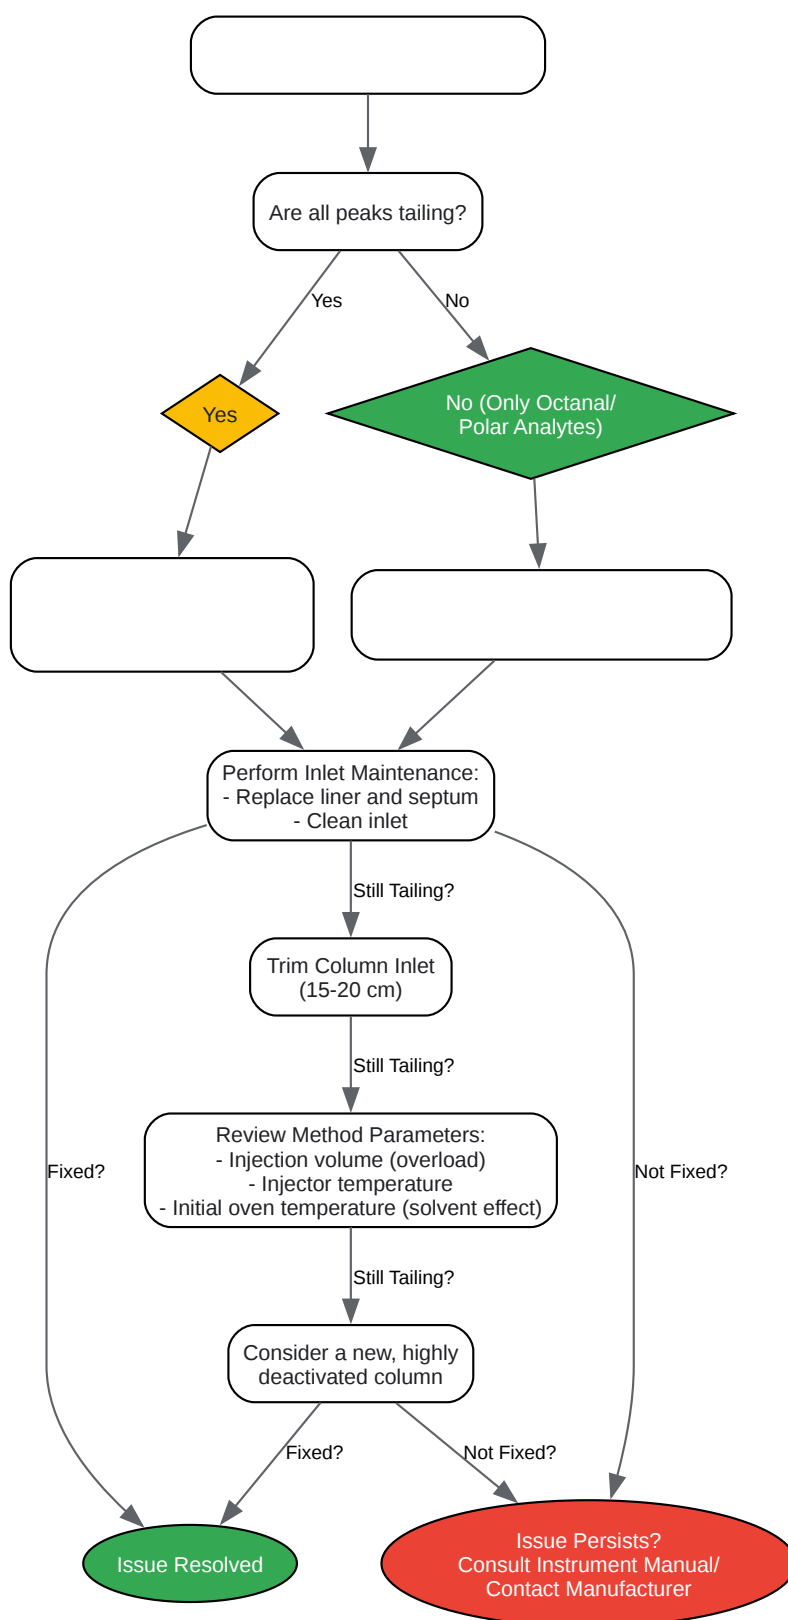 Are all peaks tailing?
Yes
No
Yes
No (Only Octanal/
Polar Analytes)
Perform Inlet Maintenance:
- Replace liner and septum
- Clean inlet
Still Tailing?
Trim Column Inlet
(15-20 cm)
Still Tailing?
Review Method Parameters:
- Injection volume (overload)
- Injector temperature
- Initial oven temperature (solvent effect)
Fixed?
Not Fixed?
Still Tailing?
Consider a new, highly
deactivated column
Fixed?
Not Fixed?
Issue Resolved
Issue Persists?
Consult Instrument Manual/
Contact Manufacturer